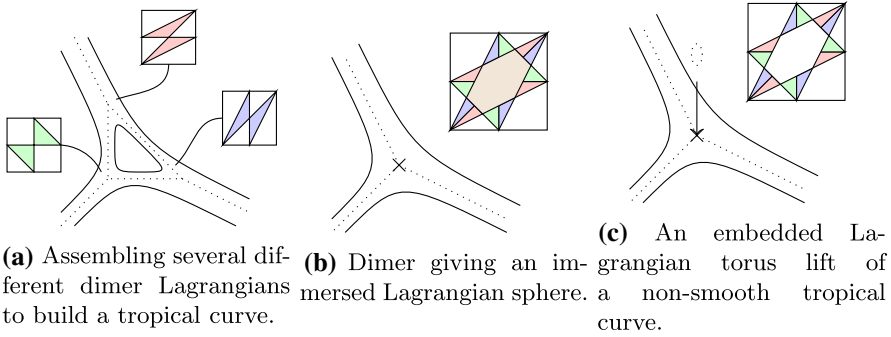 (a) Assembling several dif-
ferent dimer Lagrangians
to build a tropical curve.
(b) Dimer giving an im-
mersed Lagrangian sphere.
(c) An embedded La-
grangian torus lift of
a non-smooth tropical
curve.